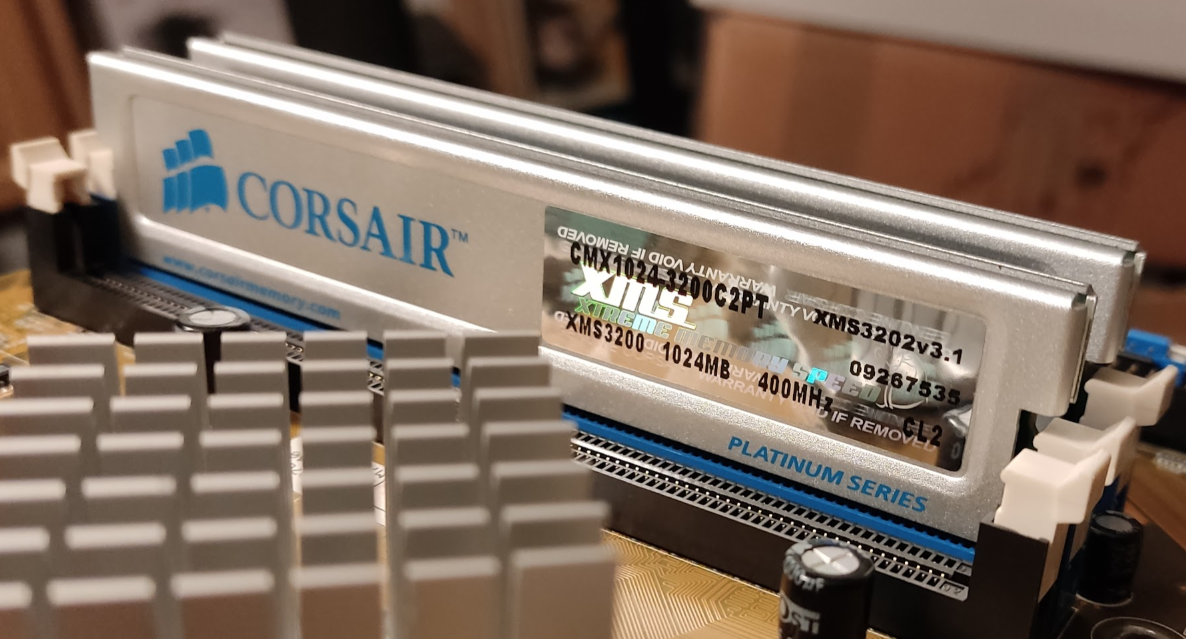 CORSAIR™
www.corsairmemory.com
WARRANTY VOID IF REMOVED
CMX1024-3200C2PT
XMS
XTREME MEMORY SPEED
XMS3202v3.1
XMS3200 1024MB 400MHz
09267535
CL2
PLATINUM SERIES